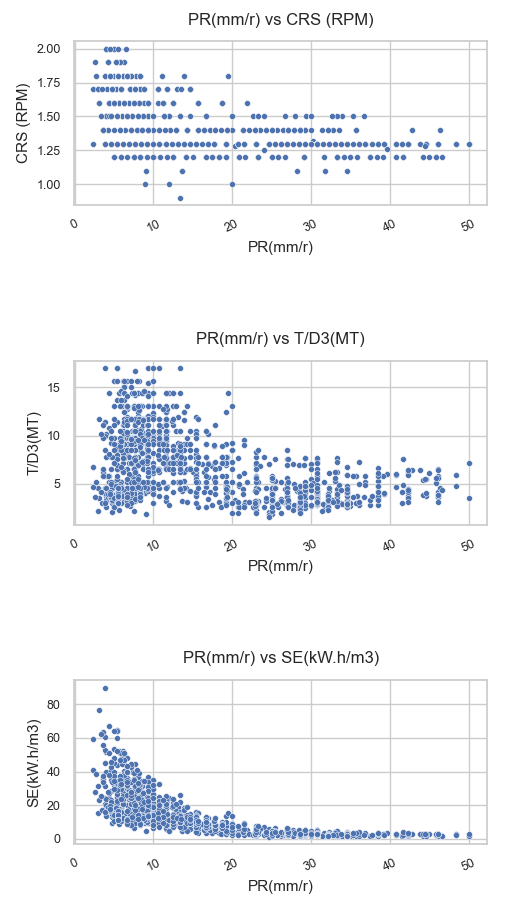 PR(mm/r) vs CRS (RPM)
2.00
1.75
1.50
1.25
1.00
CRS (RPM)
0 10 20 30 40 50
PR(mm/r)
PR(mm/r) vs T/D3(MT)
15
10
5
T/D3(MT)
0 10 20 30 40 50
PR(mm/r)
PR(mm/r) vs SE(kW.h/m3)
80
60
40
20
0
SE(kW.h/m3)
0 10 20 30 40 50
PR(mm/r)